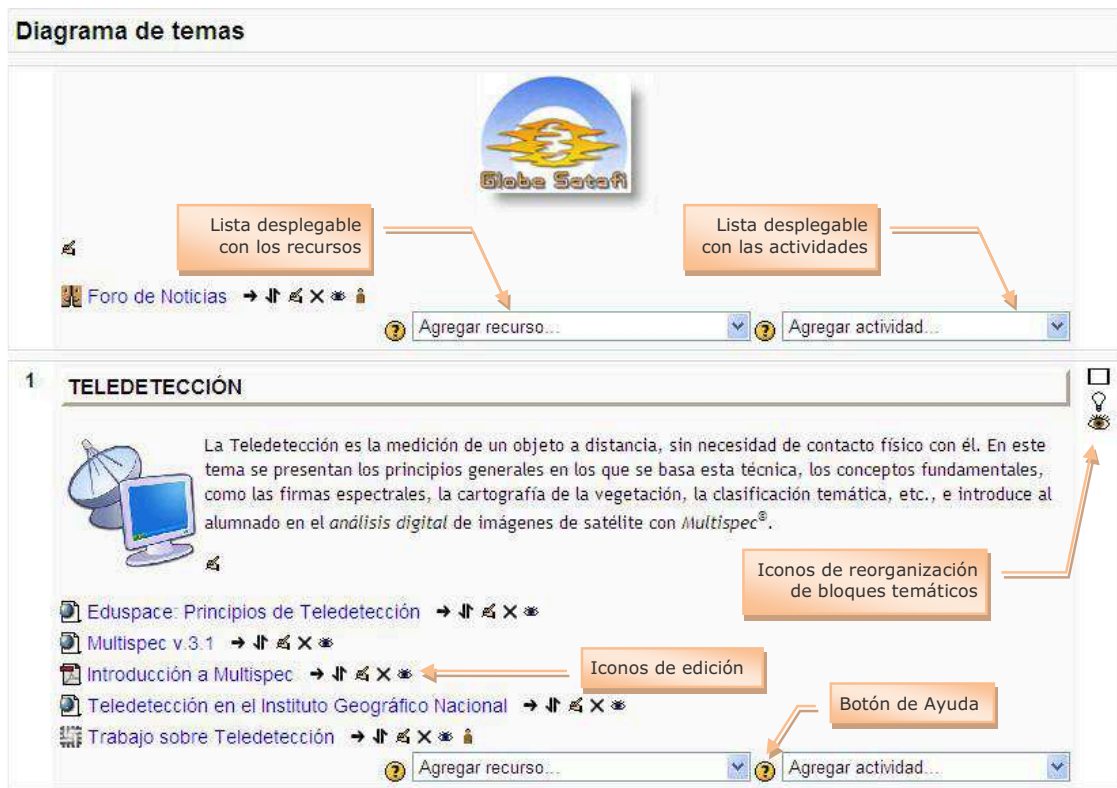 Diagrama de temas
Globe Satafi
Lista desplegable
con los recursos
Lista desplegable
con las actividades
Foro de Noticias
Agregar recurso...
Agregar actividad...
1
TELEDETECCIÓN
La Teledetección es la medición de un objeto a distancia, sin necesidad de contacto físico con él. En este
tema se presentan los principios generales en los que se basa esta técnica, los conceptos fundamentales,
como las firmas espectrales, la cartografía de la vegetación, la clasificación temática, etc., e introduce al
alumnado en el análisis digital de imágenes de satélite con Multispec®.
Iconos de reorganización
de bloques temáticos
Eduspace: Principios de Teledetección
Multispec v.3.1
Introducción a Multispec
Iconos de edición
Teledetección en el Instituto Geográfico Nacional
Botón de Ayuda
Trabajo sobre Teledetección
Agregar recurso...
Agregar actividad...